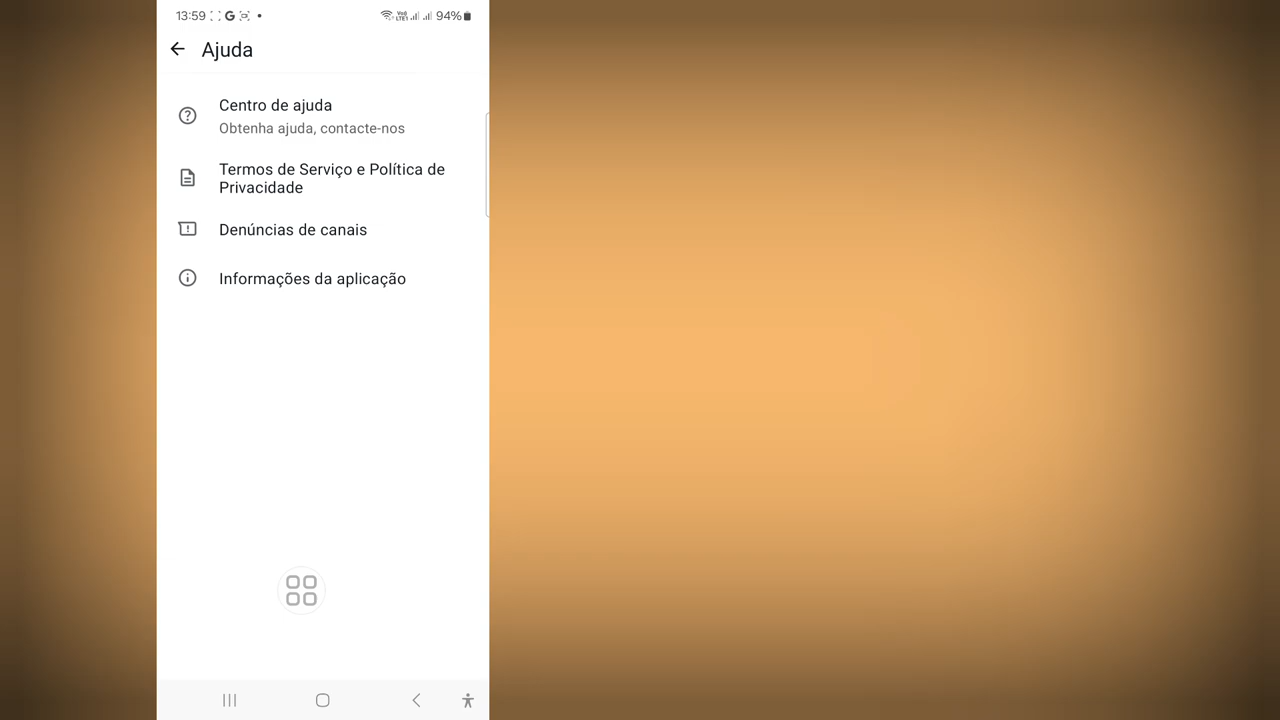 13:59 G 94%
Ajuda
Centro de ajuda
Obtenha ajuda, contacte-nos
Termos de Serviço e Política de
Privacidade
Denúncias de canais
Informações da aplicação